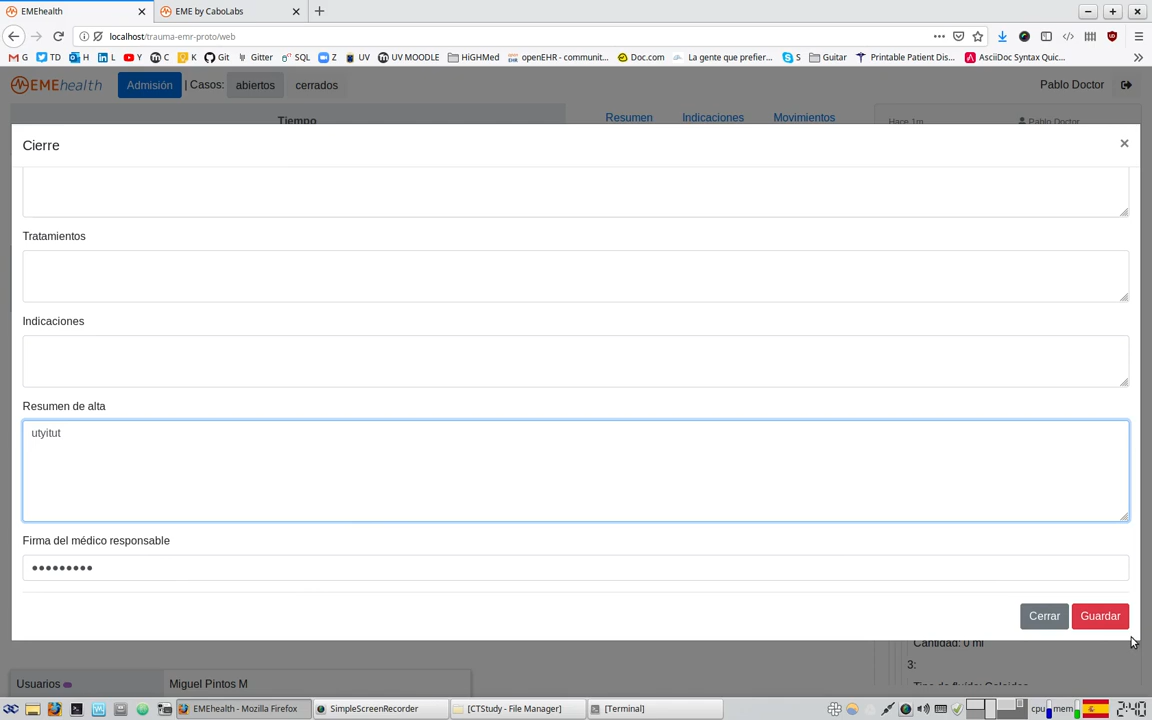 EMEhealth
EME by CaboLabs
localhost/trauma-emr-proto/web
G TD H L Y C K Git Gitter SQL Z UV UV MOODLE HiGHMed openEHR - communit... Doc.com La gente que prefier... S Guitar Printable Patient Dis... AsciiDoc Syntax Quic...
EMEhealth Admisión | Casos: abiertos cerrados Pablo Doctor
Tiempo Resumen Indicaciones Movimientos Hace 1m Pablo Doctor
Cierre ×
Tratamientos
Indicaciones
Resumen de alta
utyitut
Firma del médico responsable
•••••••••
Cerrar Guardar
Cantidad: 0 ml
3:
Usuarios Miguel Pintos M Tipo de fluido: Coloides
EMEhealth - Mozilla Firefox SimpleScreenRecorder [CTStudy - File Manager] [Terminal] cpu mem 2:40